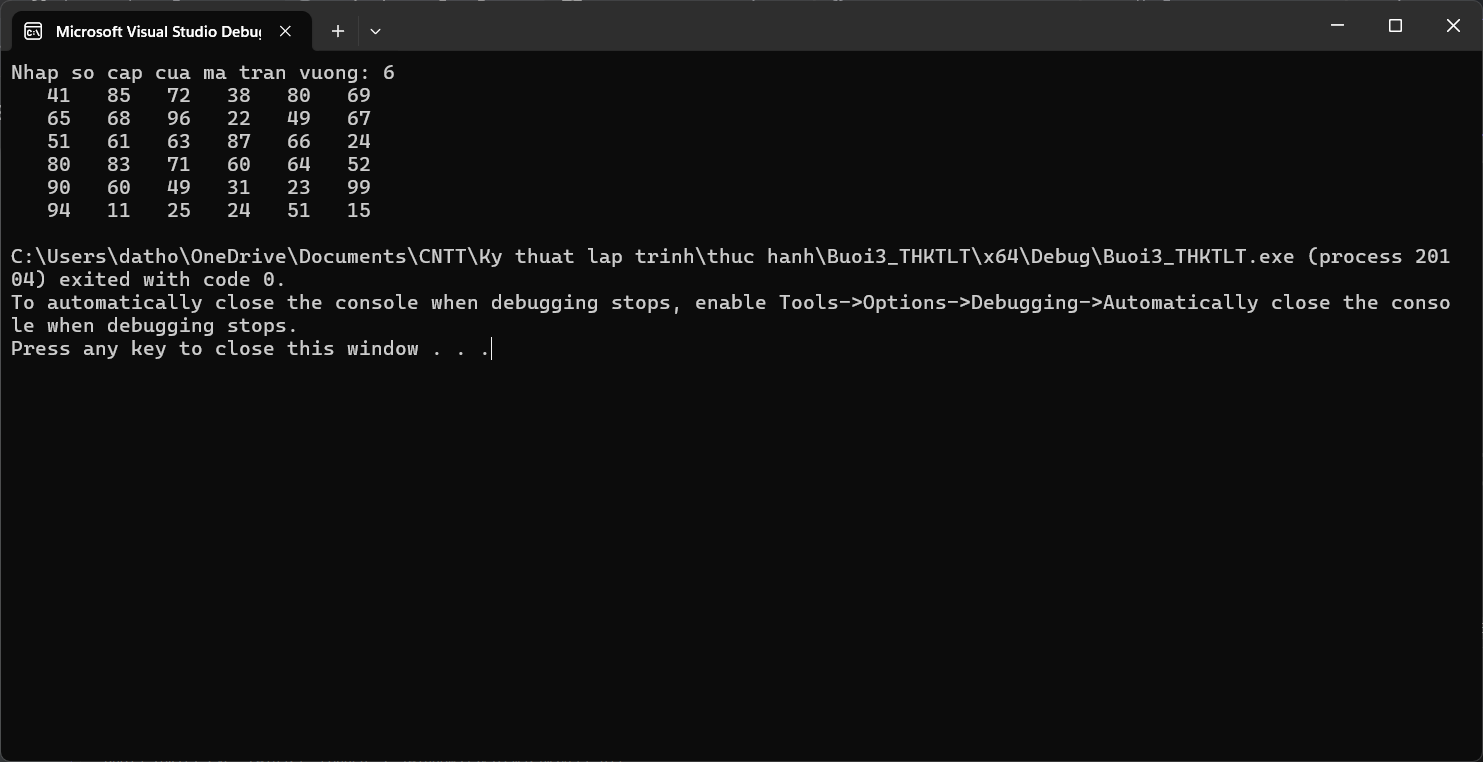 Microsoft Visual Studio Debu
Nhap so cap cua ma tran vuong: 6
41 85 72 38 80 69
65 68 96 22 49 67
51 61 63 87 66 24
80 83 71 60 64 52
90 60 49 31 23 99
94 11 25 24 51 15
C:\Users\datho\OneDrive\Documents\CNTT\Ky thuat lap trinh\thuc hanh\Buoi3_THKTLT\x64\Debug\Buoi3_THKTLT.exe (process 201
04) exited with code 0.
To automatically close the console when debugging stops, enable Tools->Options->Debugging->Automatically close the conso
le when debugging stops.
Press any key to close this window . . .